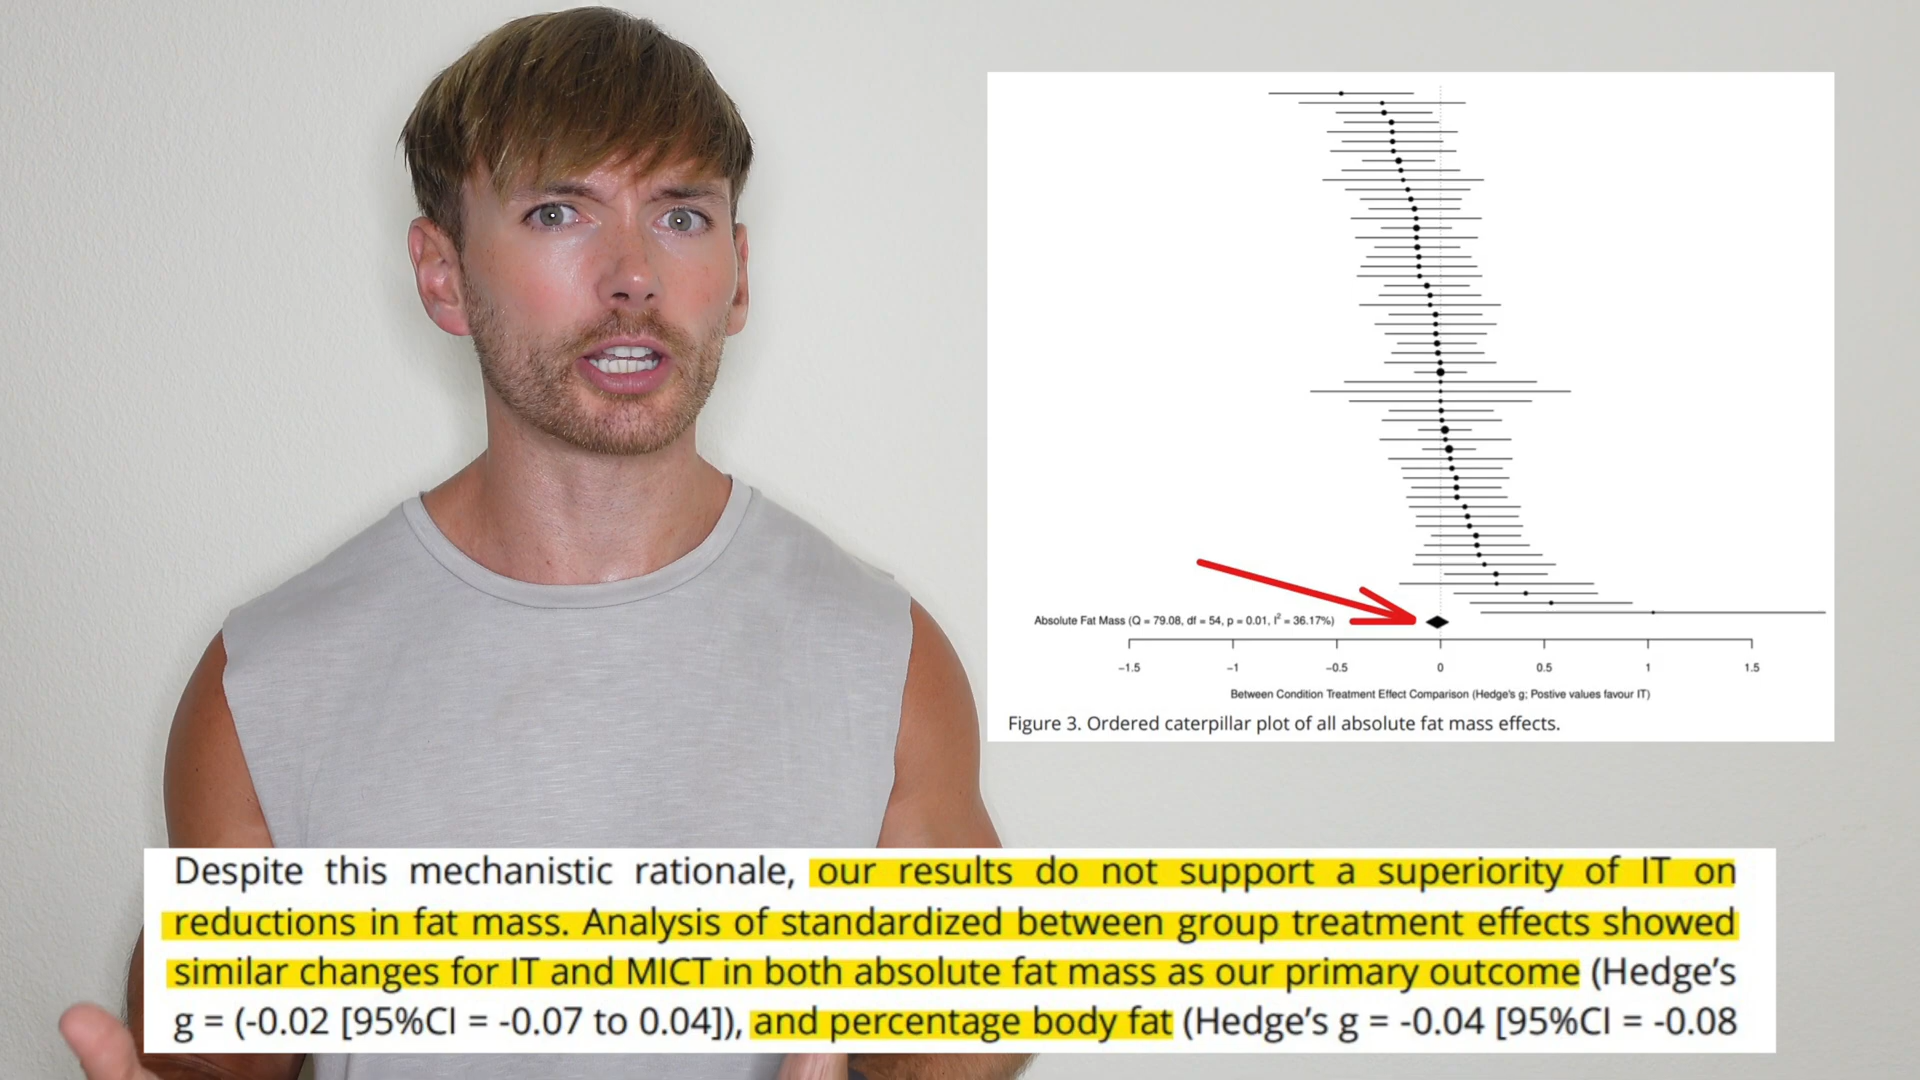 Absolute Fat Mass (Q = 79.08, df = 54, p = 0.01, I² = 36.17%)
−1.5 −1 −0.5 0 0.5 1 1.5
Between Condition Treatment Effect Comparison (Hedge's g; Postive values favour IT)
Figure 3. Ordered caterpillar plot of all absolute fat mass effects.
Despite this mechanistic rationale, our results do not support a superiority of IT on
reductions in fat mass. Analysis of standardized between group treatment effects showed
similar changes for IT and MICT in both absolute fat mass as our primary outcome (Hedge’s
g = (-0.02 [95%CI = -0.07 to 0.04]), and percentage body fat (Hedge’s g = -0.04 [95%CI = -0.08